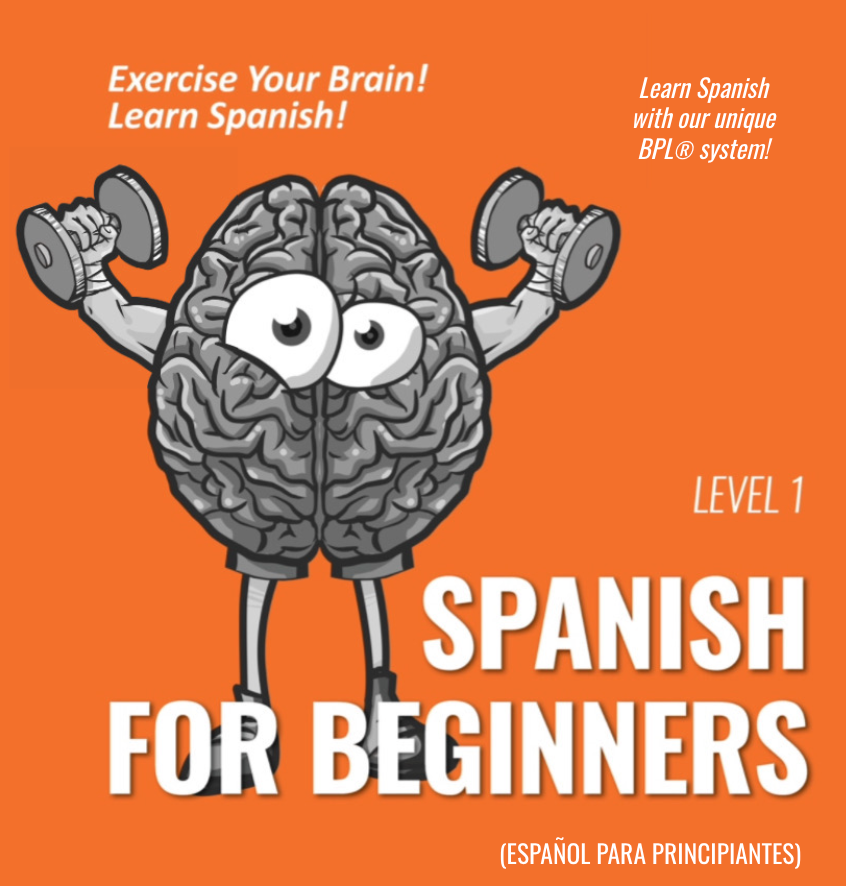 Exercise Your Brain!
Learn Spanish!
Learn Spanish
with our unique
BPL® system!
LEVEL 1
SPANISH
FOR BEGINNERS
(ESPAÑOL PARA PRINCIPIANTES)